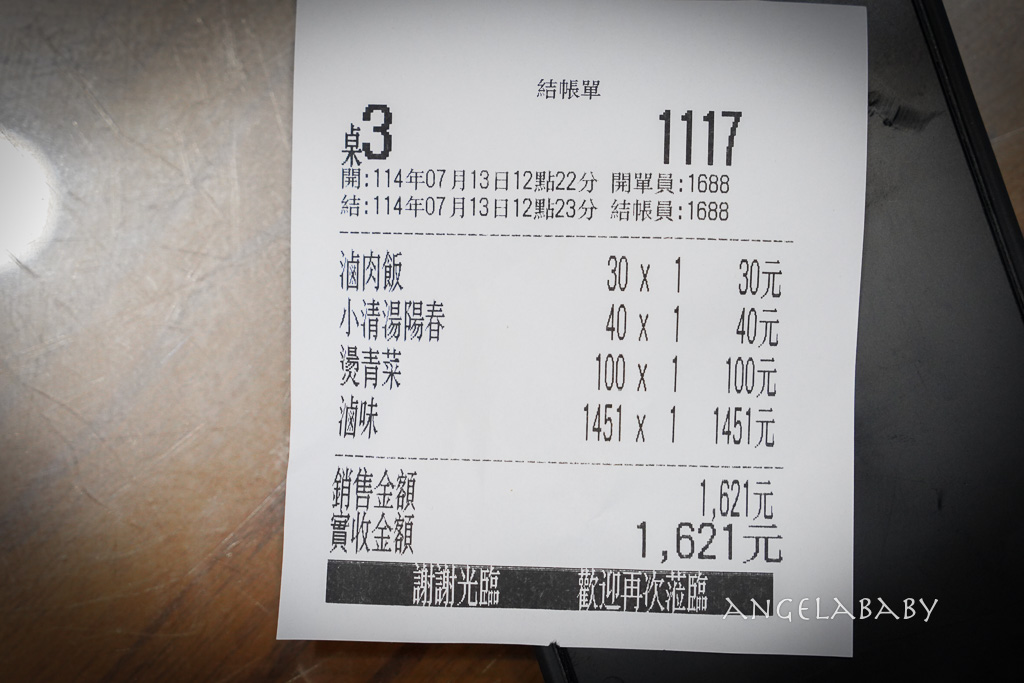 結帳單
桌3 1117
開:114年07月13日12點22分 開單員:1688
結:114年07月13日12點23分 結帳員:1688
滷肉飯 30 x 1 30元
小清湯陽春 40 x 1 40元
燙青菜 100 x 1 100元
滷味 1451 x 1 1451元
銷售金額 1,621元
實收金額 1,621元
謝謝光臨 歡迎再次蒞臨
ANGELABABY